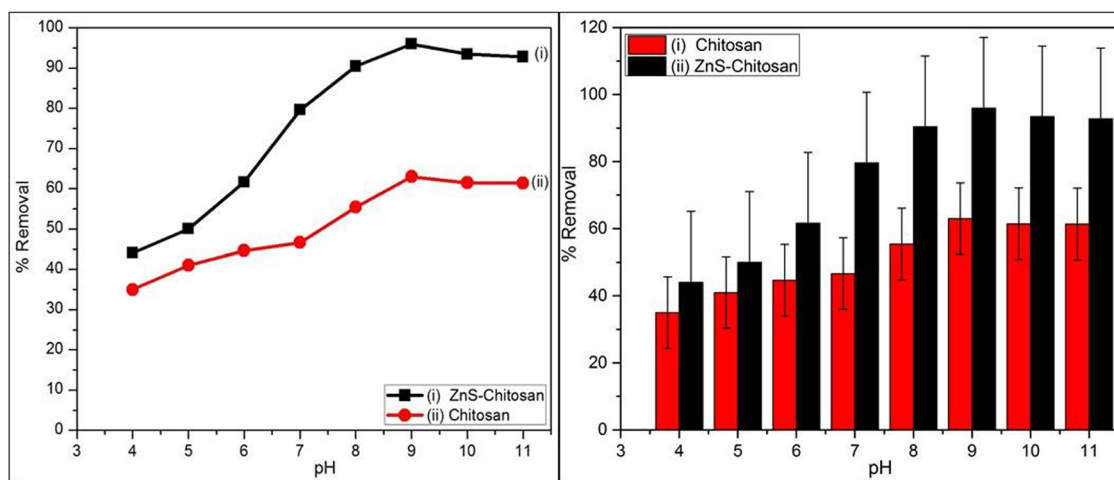 100
90
80
70
60
50
40
30
20
10
0
% Removal
(i)
(ii)
(i) ZnS-Chitosan
(ii) Chitosan
3 4 5 6 7 8 9 10 11
pH
120
100
80
60
40
20
0
% Removal
(i) Chitosan
(ii) ZnS-Chitosan
3 4 5 6 7 8 9 10 11
pH